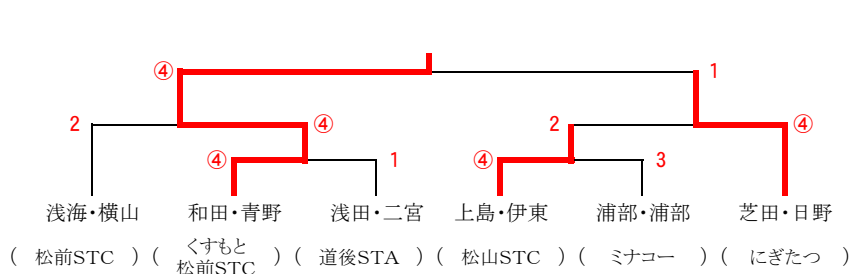 ④ 1
2 ④ 2 ④
④ 1 ④ 3
浅海・横山 和田・青野 浅田・二宮 上島・伊東 浦部・浦部 芝田・日野
( 松前STC ) ( くすもと ) ( 道後STA ) ( 松山STC ) ( ミナコー ) ( にぎたつ )
松前STC